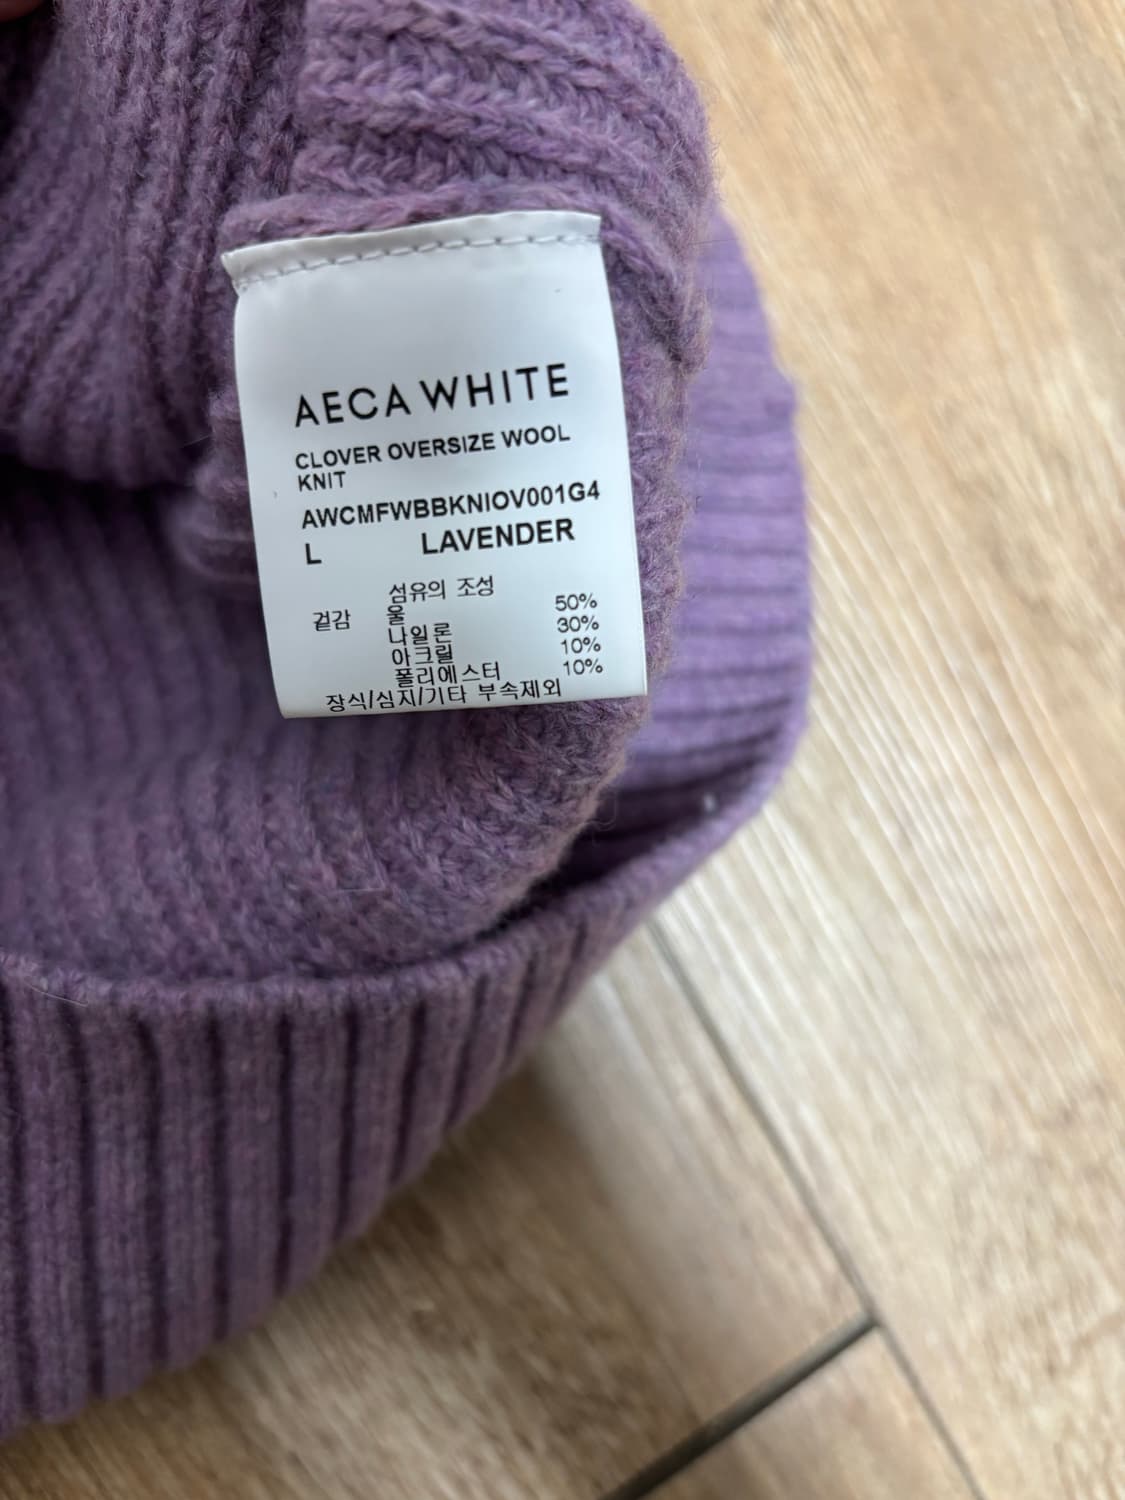 AECA WHITE
CLOVER OVERSIZE WOOL
KNIT
AWCMFWBBKNIOV001G4
L LAVENDER
섬유의 조성
겉감 울 50%
나일론 30%
아크릴 10%
폴리에스터 10%
장식/심지/기타 부속제외